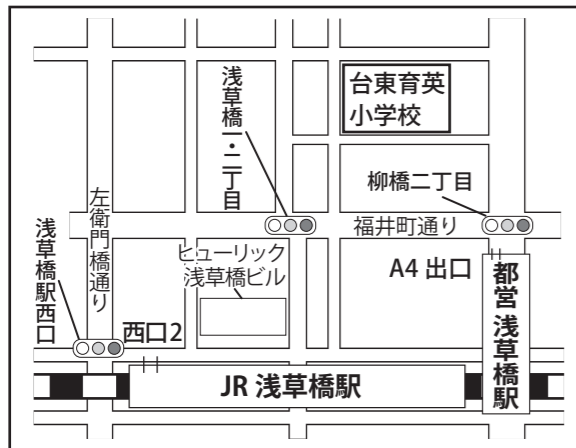 台東育英
小学校
浅草橋一・二丁目
柳橋二丁目
左衛門橋通り
福井町通り
浅草橋駅西口
ヒューリック
浅草橋ビル
A4 出口
都営 浅草橋駅
西口2
JR 浅草橋駅